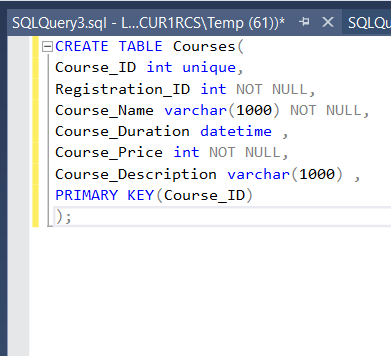 SQLQuery3.sql - L...CUR1RCS\Temp (61))* SQLQu
CREATE TABLE Courses(
Course_ID int unique,
Registration_ID int NOT NULL,
Course_Name varchar(1000) NOT NULL,
Course_Duration datetime ,
Course_Price int NOT NULL,
Course_Description varchar(1000) ,
PRIMARY KEY(Course_ID)
);